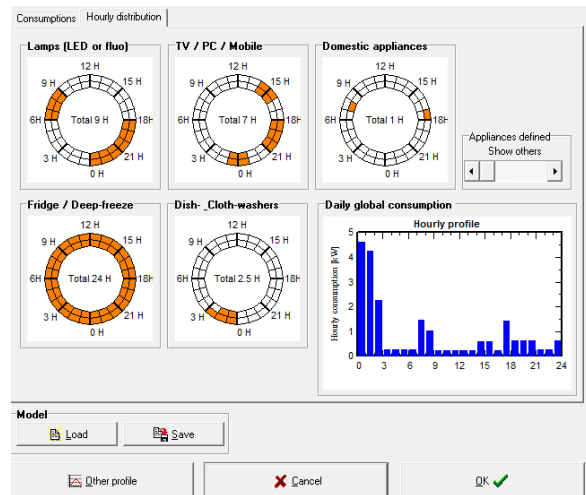 Consumptions Hourly distribution
Lamps (LED or fluo) TV / PC / Mobile Domestic appliances
12 H 12 H 12 H
9 H 15 H 9 H 15 H 9 H 15 H
6H Total 9 H 18H 6H Total 7 H 18H 6H Total 1 H 18H
3 H 21 H 3 H 21 H 3 H 21 H
0 H 0 H 0 H
Appliances defined
Show others
Fridge / Deep-freeze Dish- _Cloth-washers Daily global consumption
12 H 12 H
9 H 15 H 9 H 15 H
6H Total 24 H 18H 6H Total 2.5 H 18H
3 H 21 H 3 H 21 H
0 H 0 H
Hourly profile
Hourly consumption [kW]
5
4
3
2
1
0
0 3 6 9 12 15 18 21 24
Model
Load Save
Other profile Cancel OK